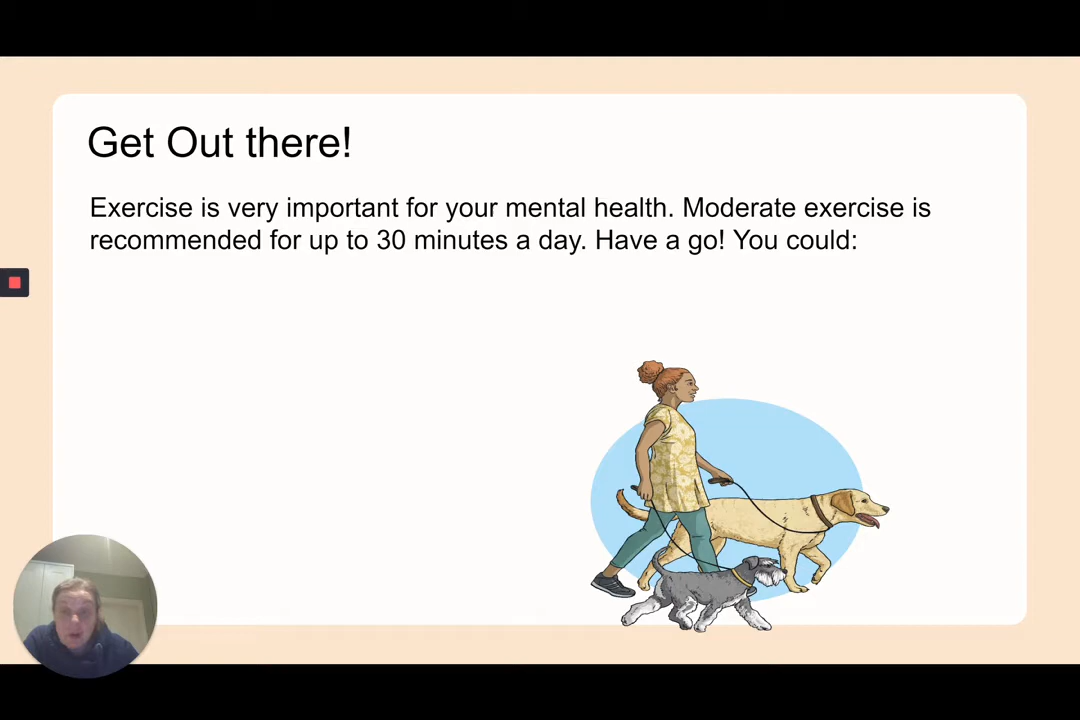 Get Out there!
Exercise is very important for your mental health. Moderate exercise is
recommended for up to 30 minutes a day. Have a go! You could: